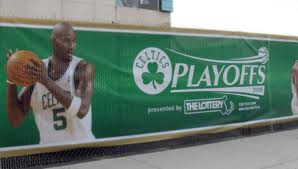 CELTICS
PLAYOFFS
presented by THE LOTTERY
5